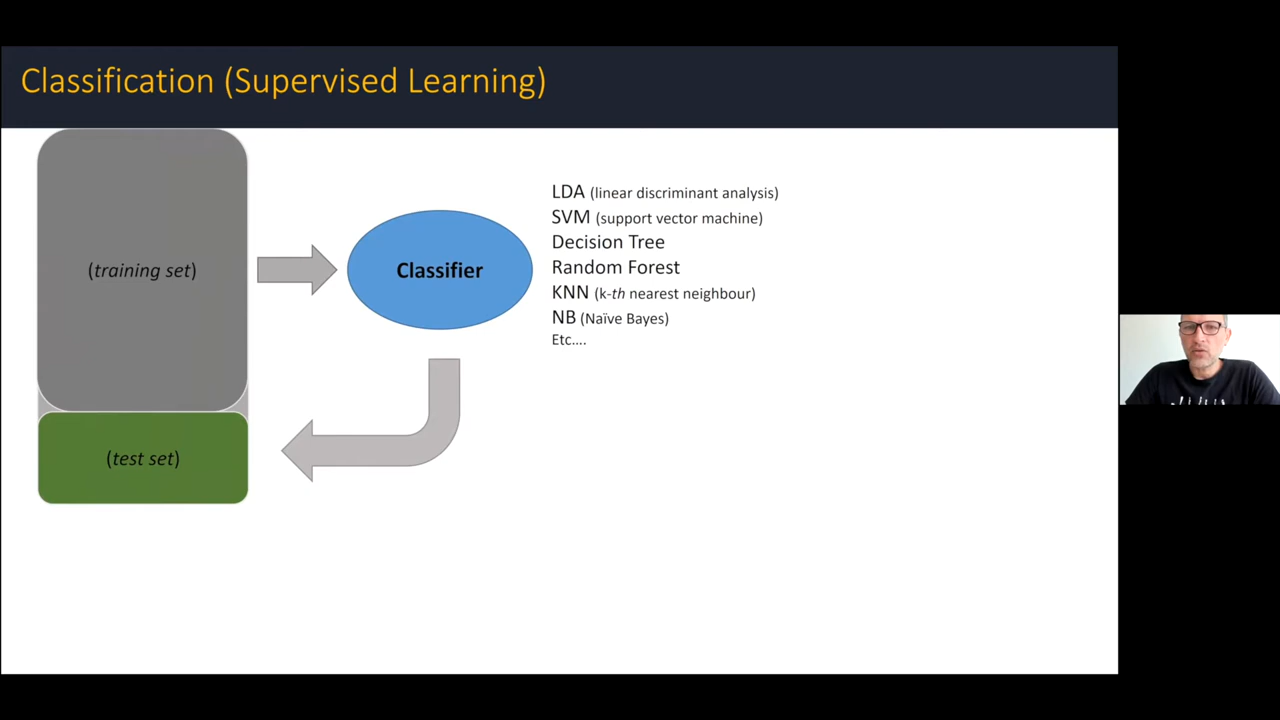 Classification (Supervised Learning)
(training set)
Classifier
LDA (linear discriminant analysis)
SVM (support vector machine)
Decision Tree
Random Forest
KNN (k-th nearest neighbour)
NB (Naïve Bayes)
Etc....
(test set)